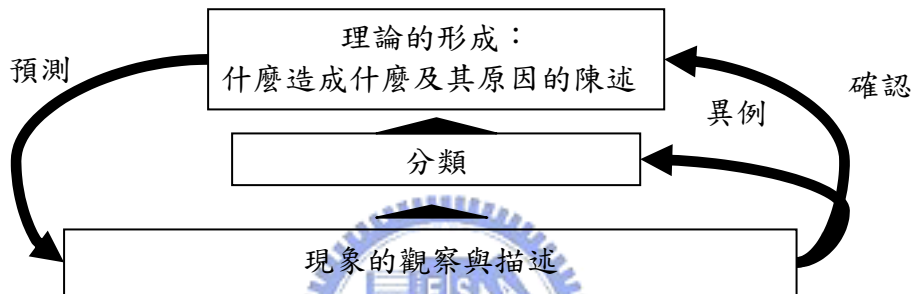 理論的形成：
什麼造成什麼及其原因的陳述
預測
確認
異例
分類
現象的觀察與描述